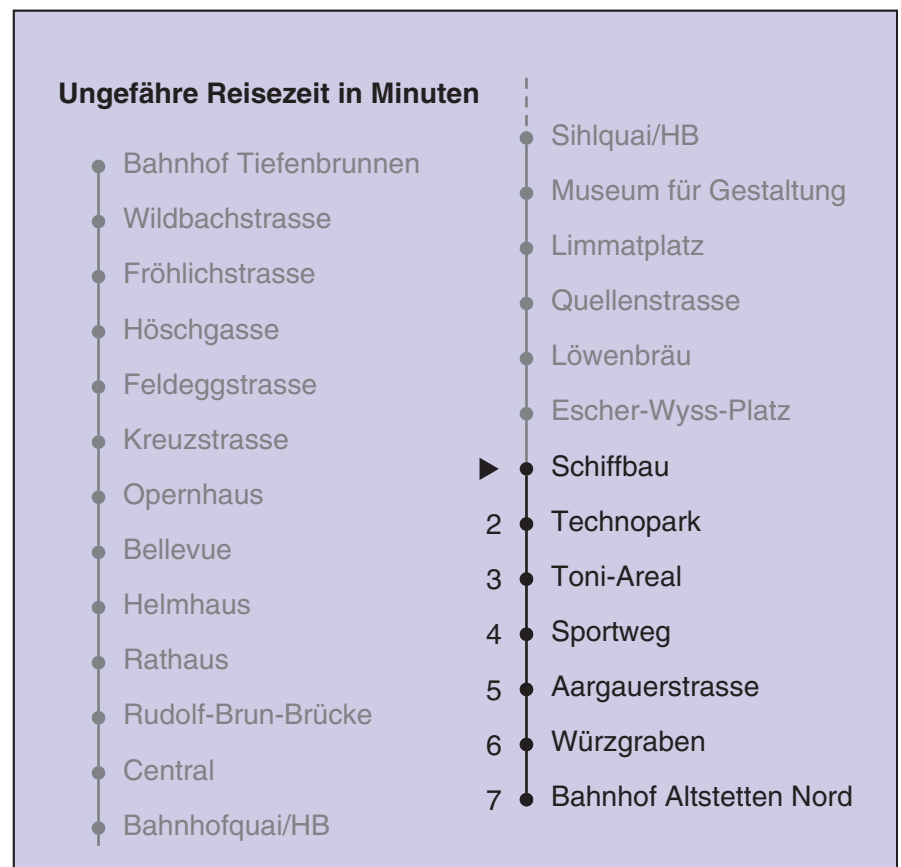 Ungefähre Reisezeit in Minuten
Bahnhof Tiefenbrunnen
Wildbachstrasse
Fröhlichstrasse
Höschgasse
Feldeggstrasse
Kreuzstrasse
Opernhaus
Bellevue
Helmhaus
Rathaus
Rudolf-Brun-Brücke
Central
Bahnhofquai/HB
Sihlquai/HB
Museum für Gestaltung
Limmatplatz
Quellenstrasse
Löwenbräu
Escher-Wyss-Platz
Schiffbau
2 Technopark
3 Toni-Areal
4 Sportweg
5 Aargauerstrasse
6 Würzgraben
7 Bahnhof Altstetten Nord